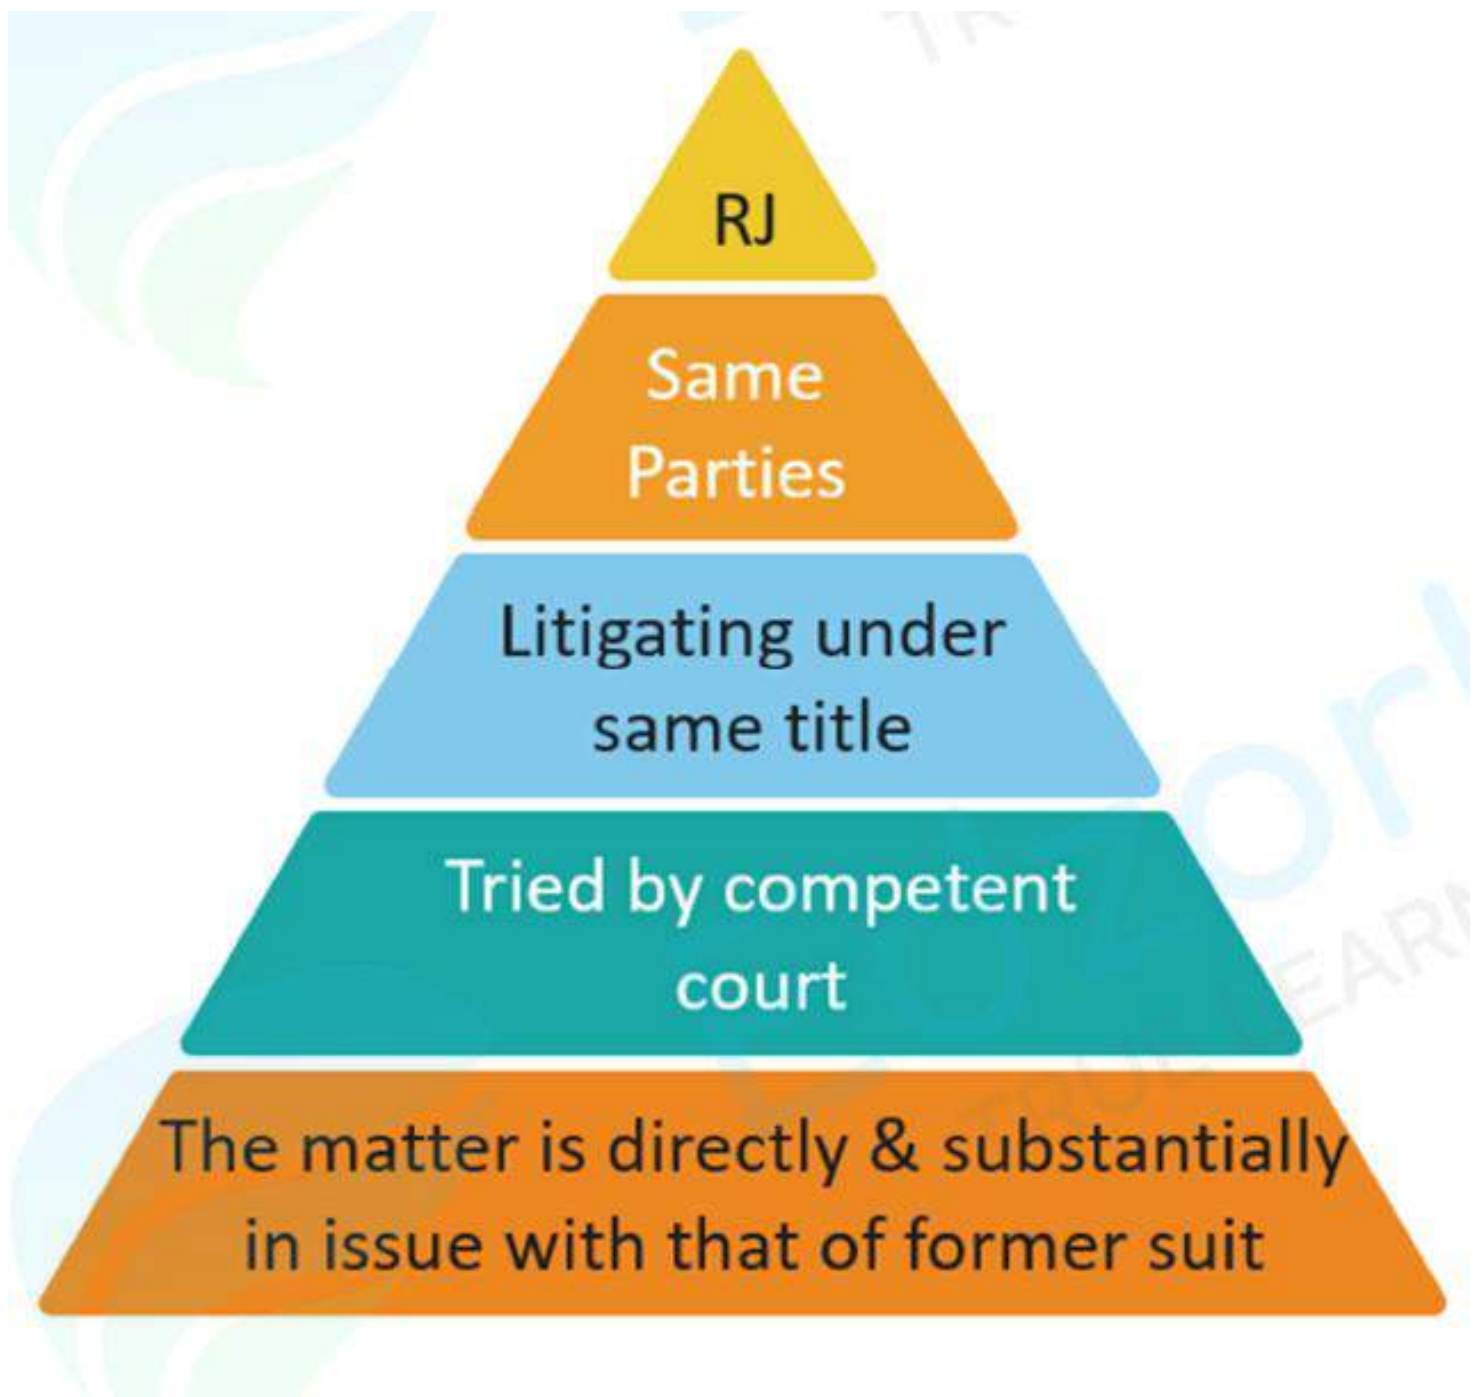 RJ
Same
Parties
Litigating under
same title
Tried by competent
court
The matter is directly & substantially
in issue with that of former suit